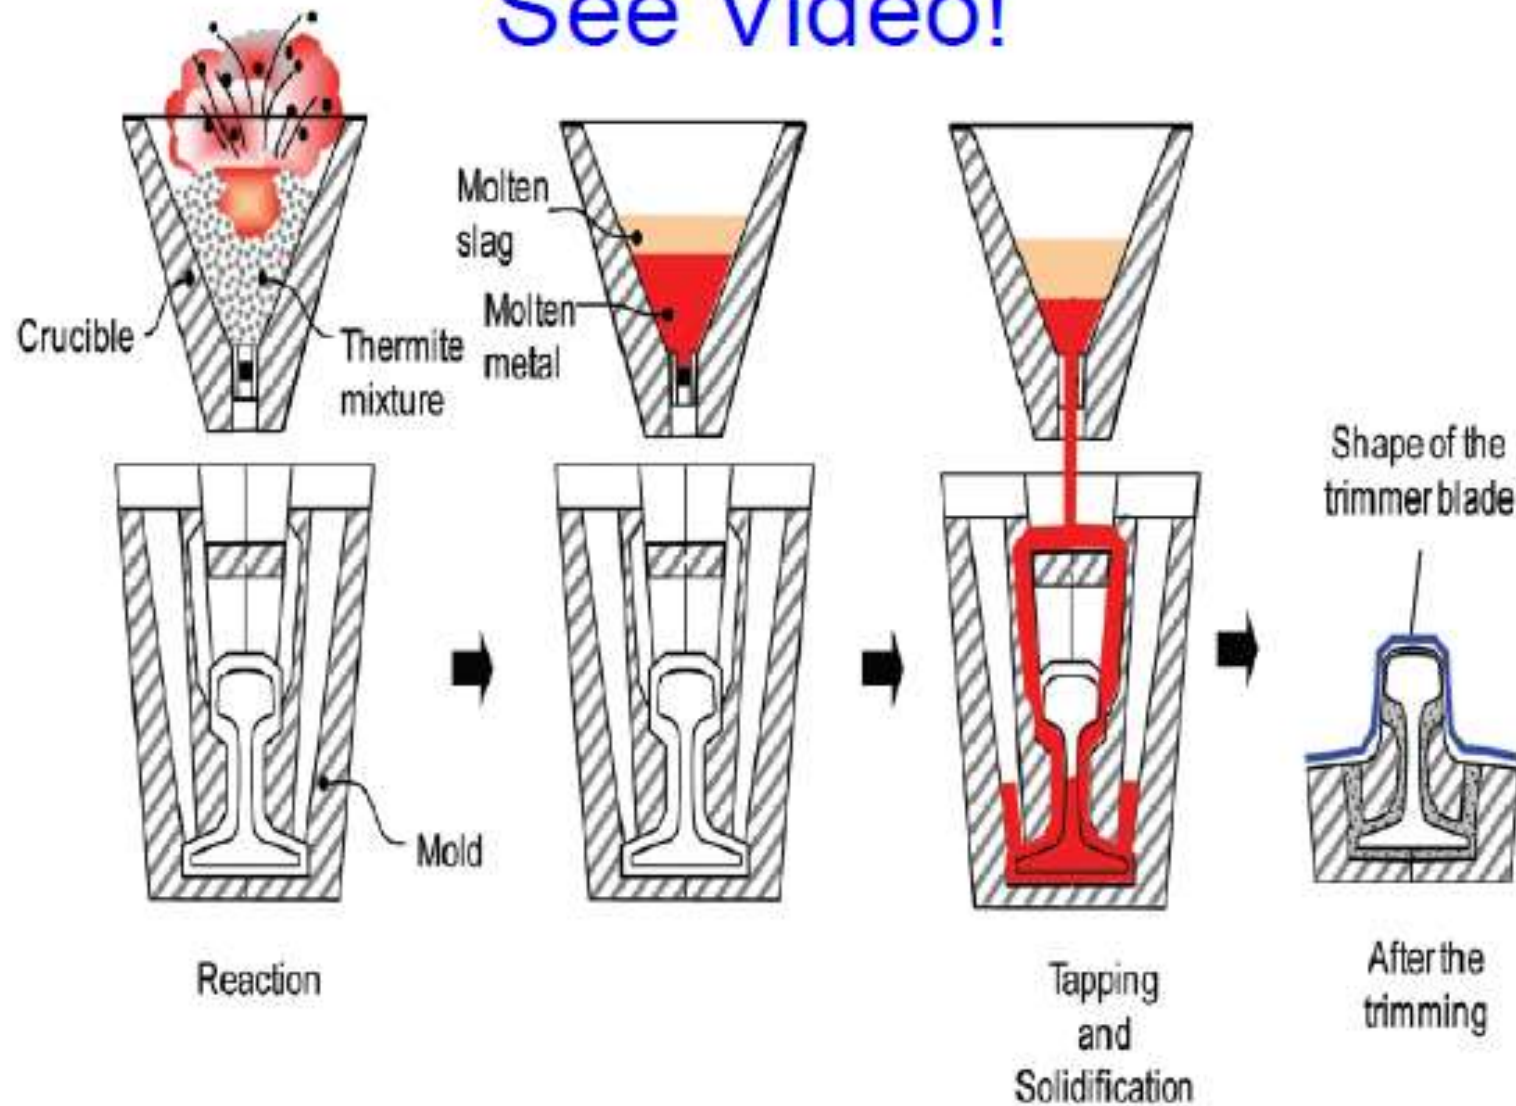 See Video!
Molten
slag
Molten
metal
Crucible
Thermite
mixture
Shape of the
trimmer blade
Mold
Reaction
Tapping
and
Solidification
After the
trimming